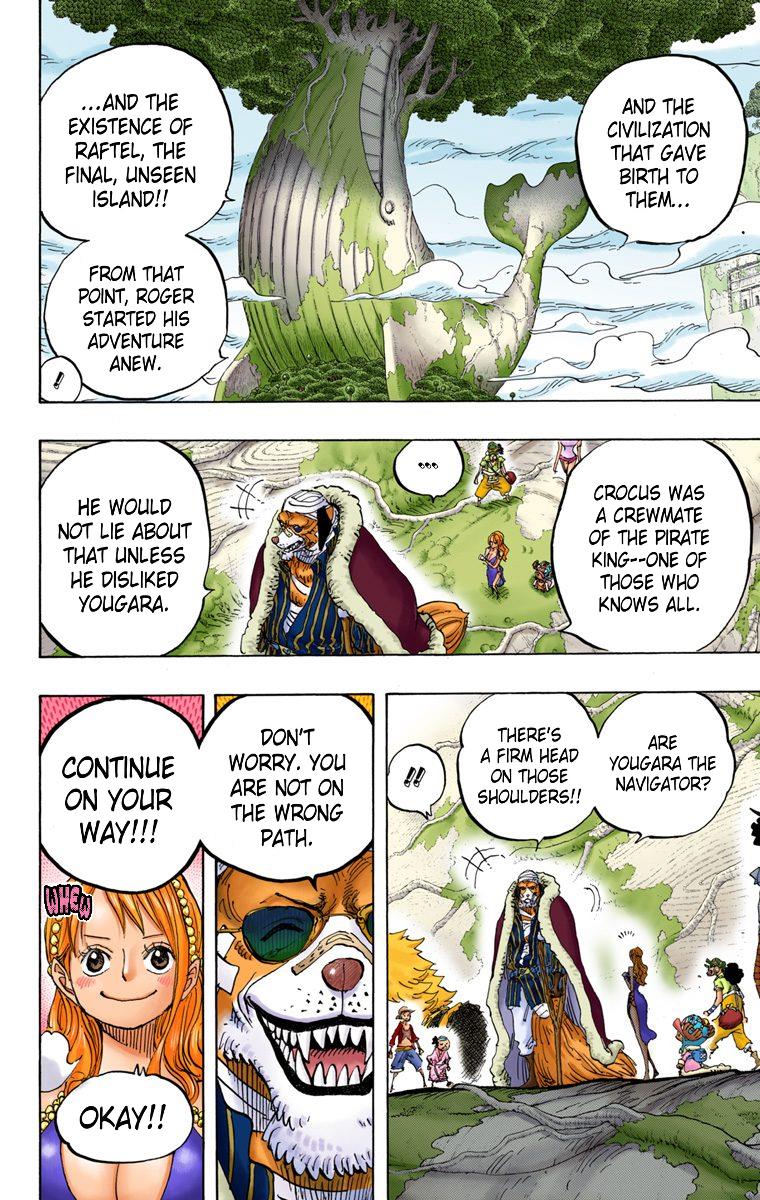 AND THE
CIVILIZATION
THAT GAVE
BIRTH TO
THEM...
...AND THE
EXISTENCE OF
RAFTEL, THE
FINAL, UNSEEN
ISLAND!!
FROM THAT
POINT, ROGER
STARTED HIS
ADVENTURE
ANEW.
!!
CROCUS WAS
A CREWMATE
OF THE PIRATE
KING--ONE OF
THOSE WHO
KNOWS ALL.
...
HE WOULD
NOT LIE ABOUT
THAT UNLESS
HE DISLIKED
YOUGARA.
ARE
YOUGARA THE
NAVIGATOR?
THERE'S
A FIRM HEAD
ON THOSE
SHOULDERS!!
!!
DON'T
WORRY. YOU
ARE NOT ON
THE WRONG
PATH.
CONTINUE
ON YOUR
WAY!!!
WHEW
OKAY!!